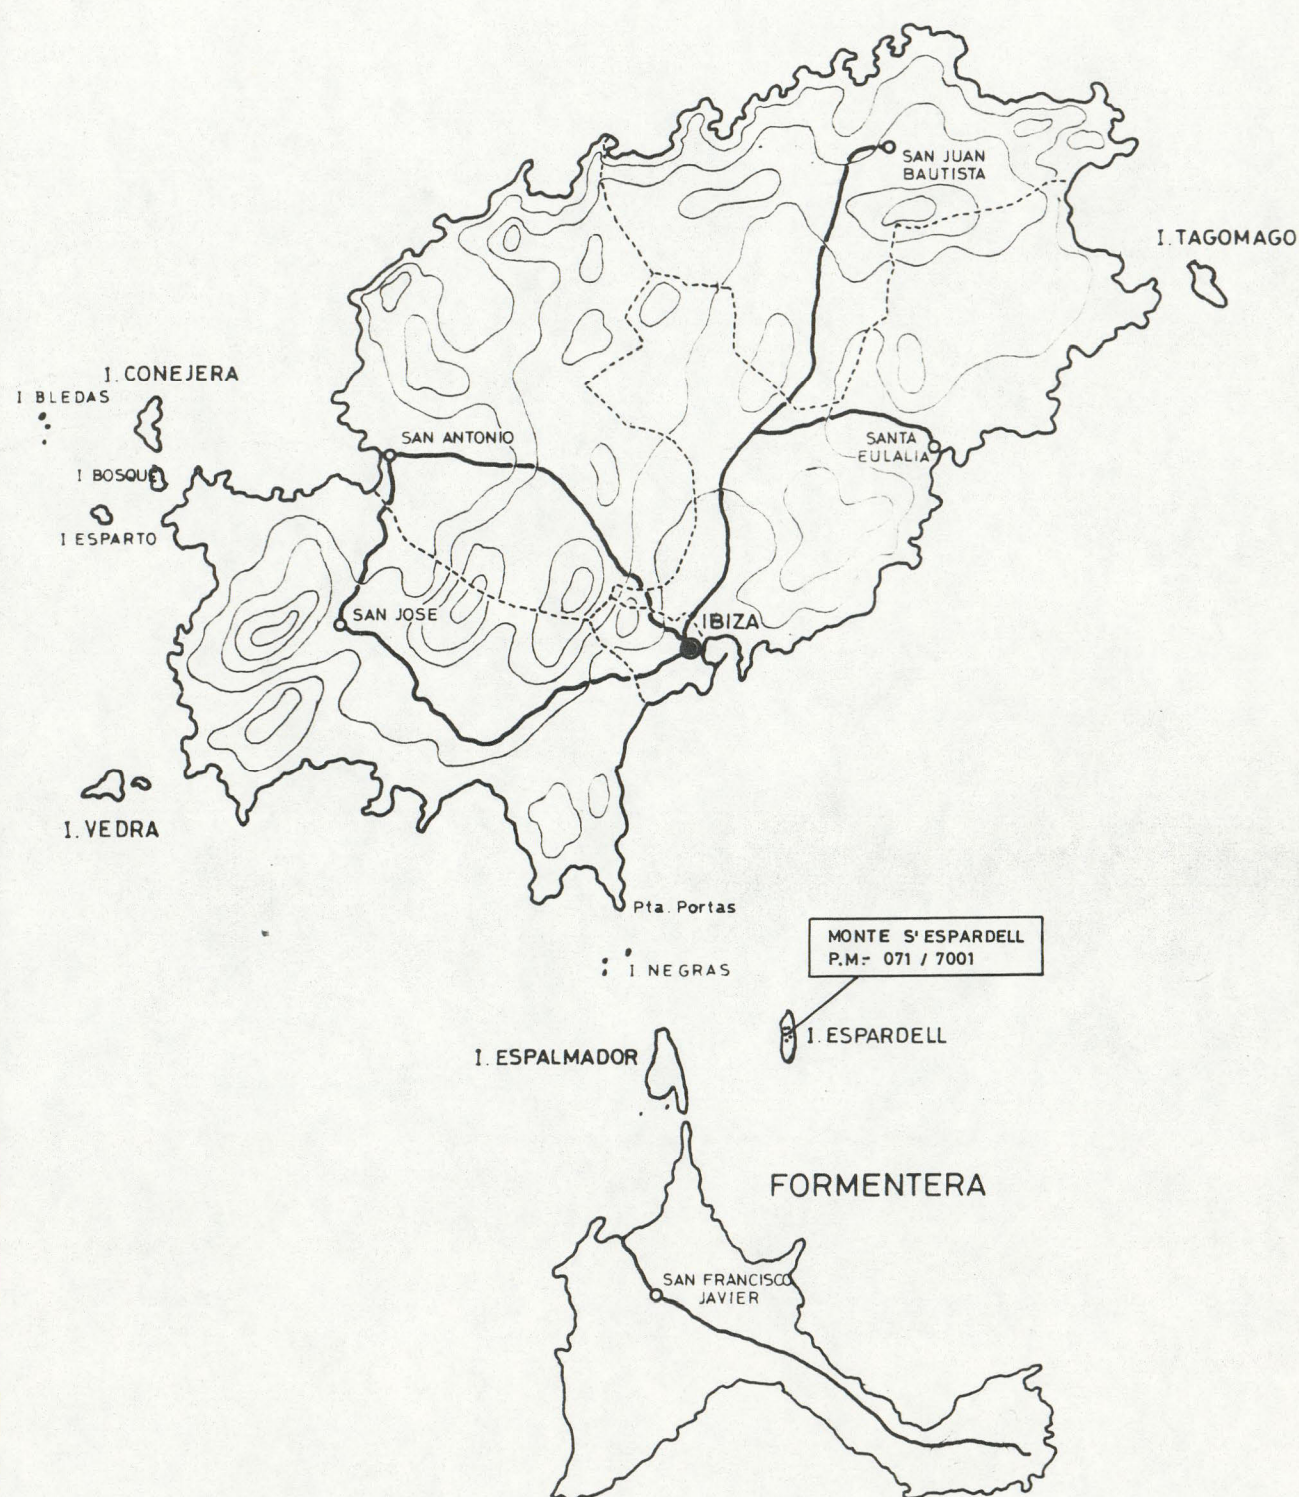 SAN JUAN
BAUTISTA
I. TAGOMAGO
I. CONEJERA
I BLEDAS
SAN ANTONIO
SANTA
EULALIA
I BOSQUE
I ESPARTO
SAN JOSE
IBIZA
I. VEDRA
Pta. Portas
MONTE S'ESPARDELL
P.M.- 071 / 7001
I NEGRAS
I. ESPARDELL
I. ESPALMADOR
FORMENTERA
SAN FRANCISCO
JAVIER